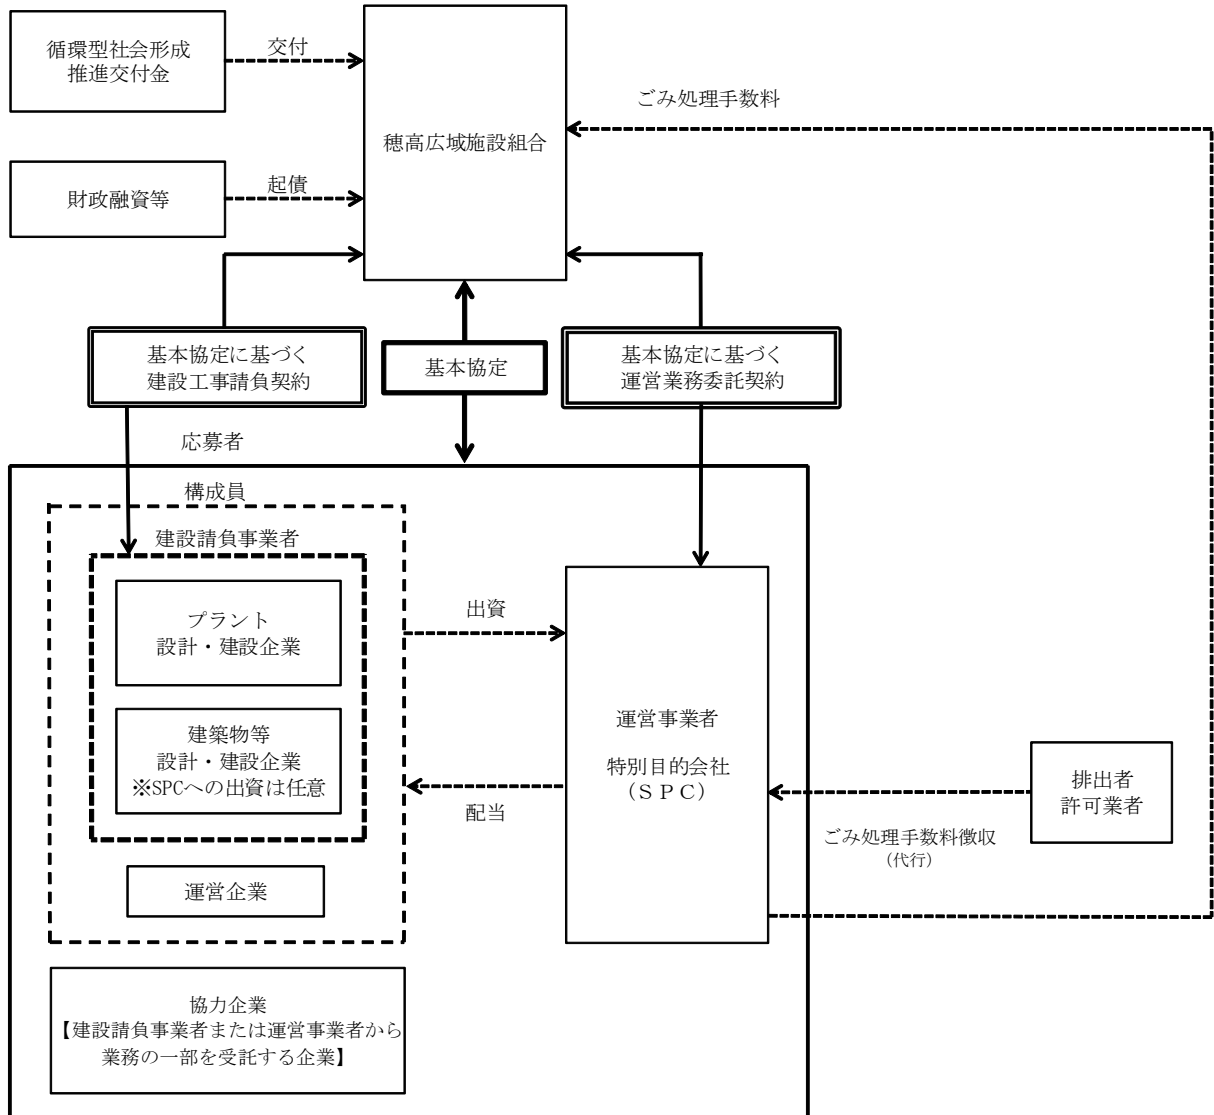 循環型社会形成
推進交付金
交付
穂高広域施設組合
ごみ処理手数料
財政融資等
起債
基本協定に基づく
建設工事請負契約
基本協定
基本協定に基づく
運営業務委託契約
応募者
構成員
建設請負事業者
プラント
設計・建設企業
建築物等
設計・建設企業
※SPCへの出資は任意
運営企業
出資
配当
運営事業者
特別目的会社
(ＳＰＣ)
排出者
許可業者
ごみ処理手数料徴収
(代行)
協力企業
【建設請負事業者または運営事業者から
業務の一部を受託する企業】